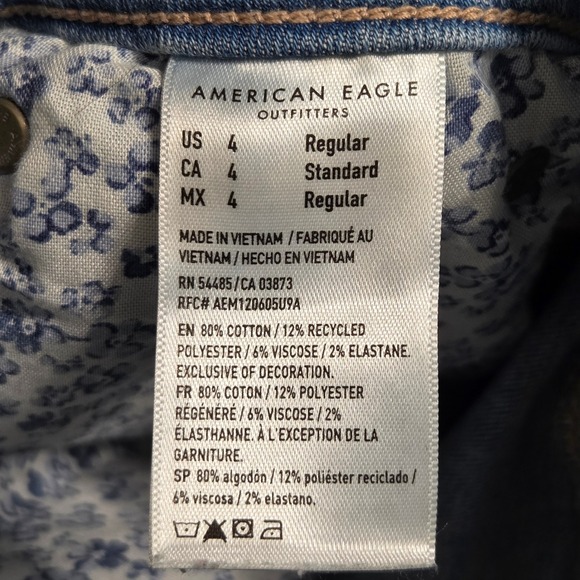 AMERICAN EAGLE
OUTFITTERS
US 4 Regular
CA 4 Standard
MX 4 Regular
MADE IN VIETNAM / FABRIQUÉ AU
VIETNAM / HECHO EN VIETNAM
RN 54485 / CA 03873
RFC# AEM120605U9A
EN 80% COTTON / 12% RECYCLED
POLYESTER / 6% VISCOSE / 2% ELASTANE.
EXCLUSIVE OF DECORATION.
FR 80% COTON / 12% POLYESTER
RÉGÉNÉRÉ / 6% VISCOSE / 2%
ÉLASTHANNE. À L'EXCEPTION DE LA
GARNITURE.
SP 80% algodón / 12% poliéster reciclado /
6% viscosa / 2% elastano.